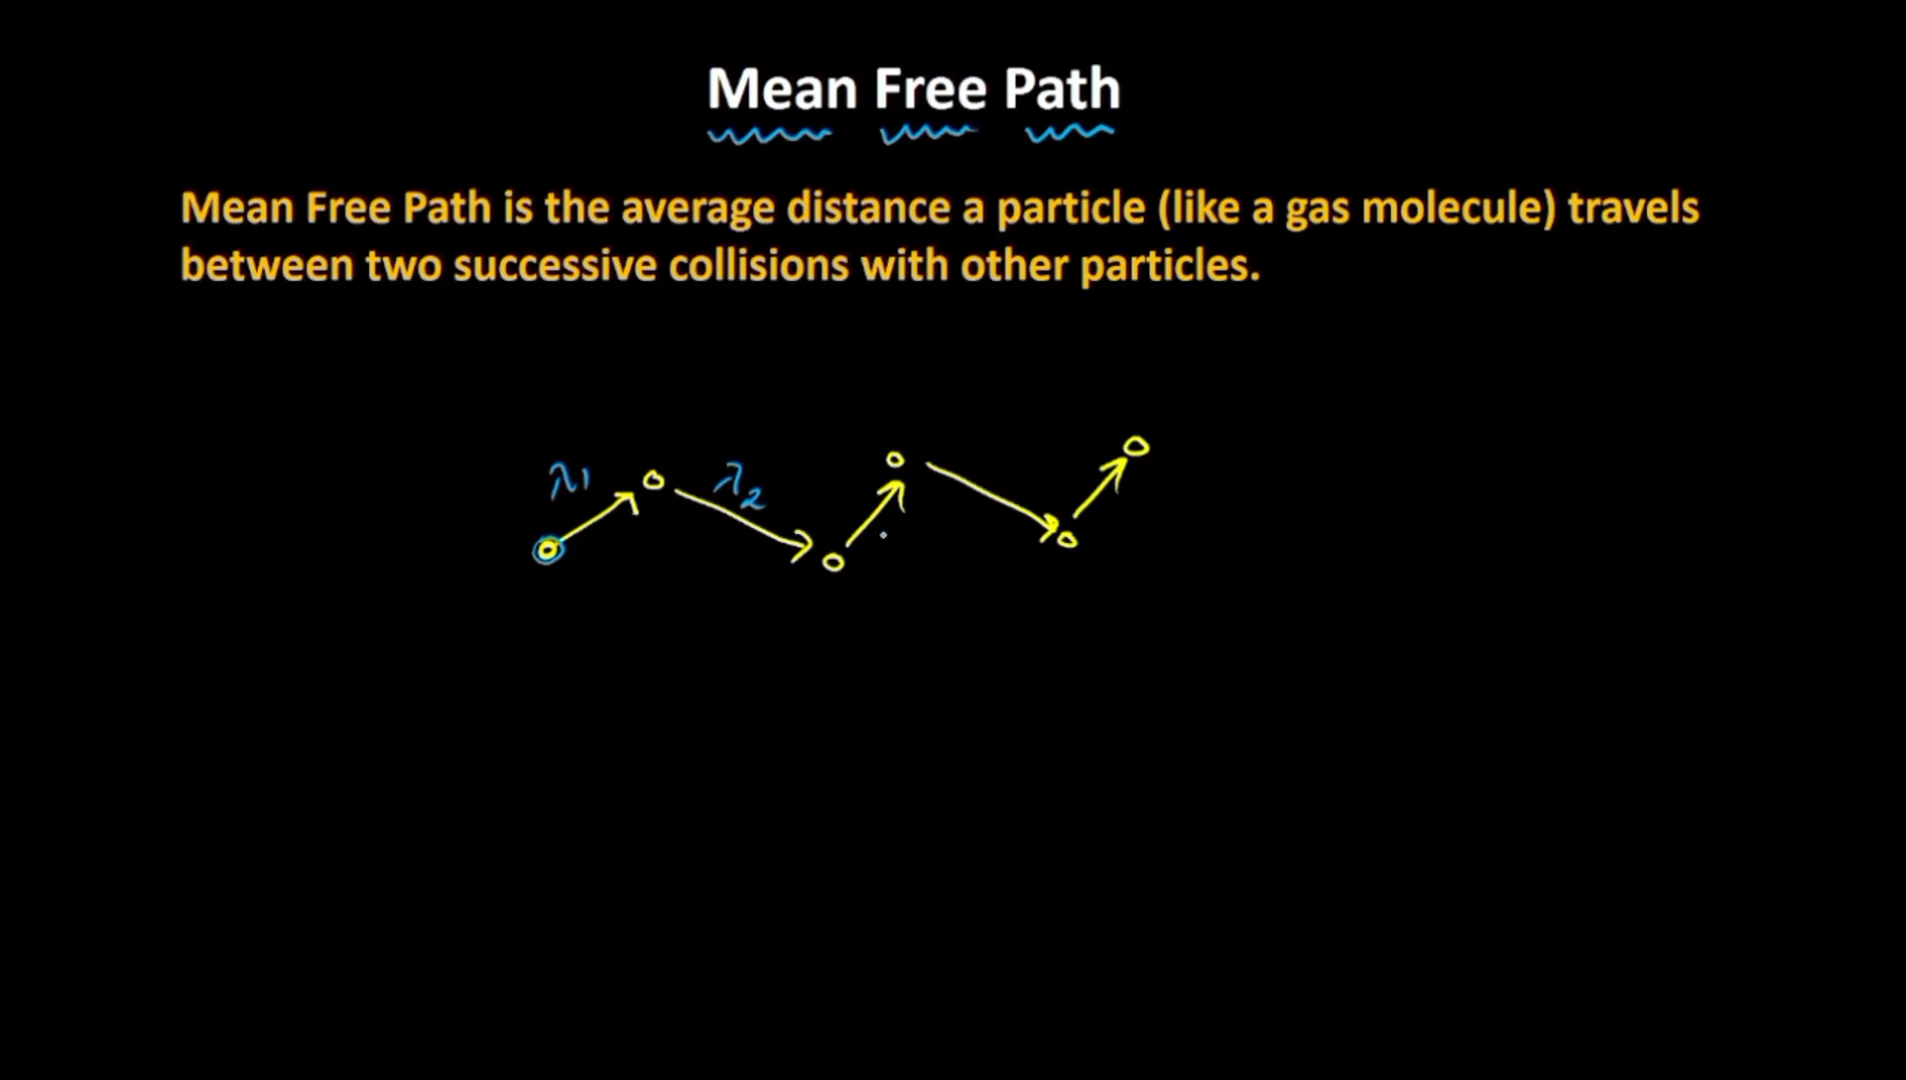 Mean Free Path
Mean Free Path is the average distance a particle (like a gas molecule) travels
between two successive collisions with other particles.
λ1 λ2